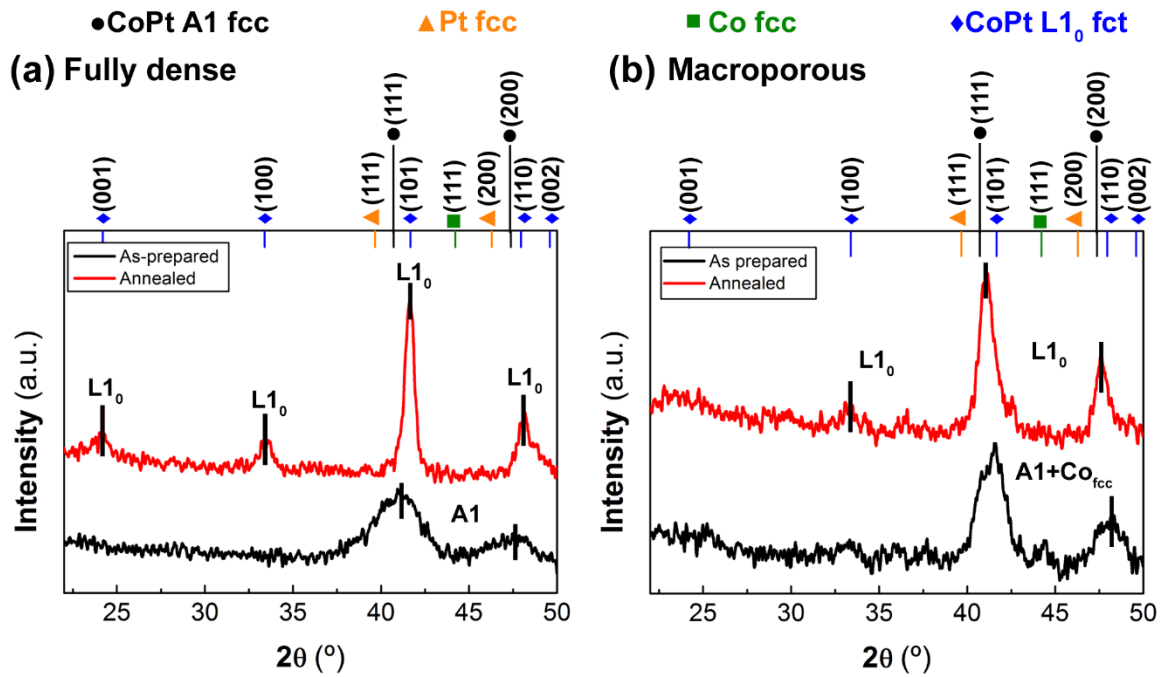 ●CoPt A1 fcc ▲Pt fcc ■ Co fcc ♦CoPt L1₀ fct
(a) Fully dense
(111)
(200)
(001)
(100)
(111)
(101)
(111)
(200)
(110)
(002)
As-prepared
Annealed
L1₀
L1₀
L1₀
L1₀
A1
Intensity (a.u.)
25 30 35 40 45 50
2θ (°)
(b) Macroporous
(111)
(200)
(001)
(100)
(111)
(101)
(111)
(200)
(110)
(002)
As prepared
Annealed
L1₀
L1₀
A1+Co_fcc
Intensity (a.u.)
25 30 35 40 45 50
2θ (°)